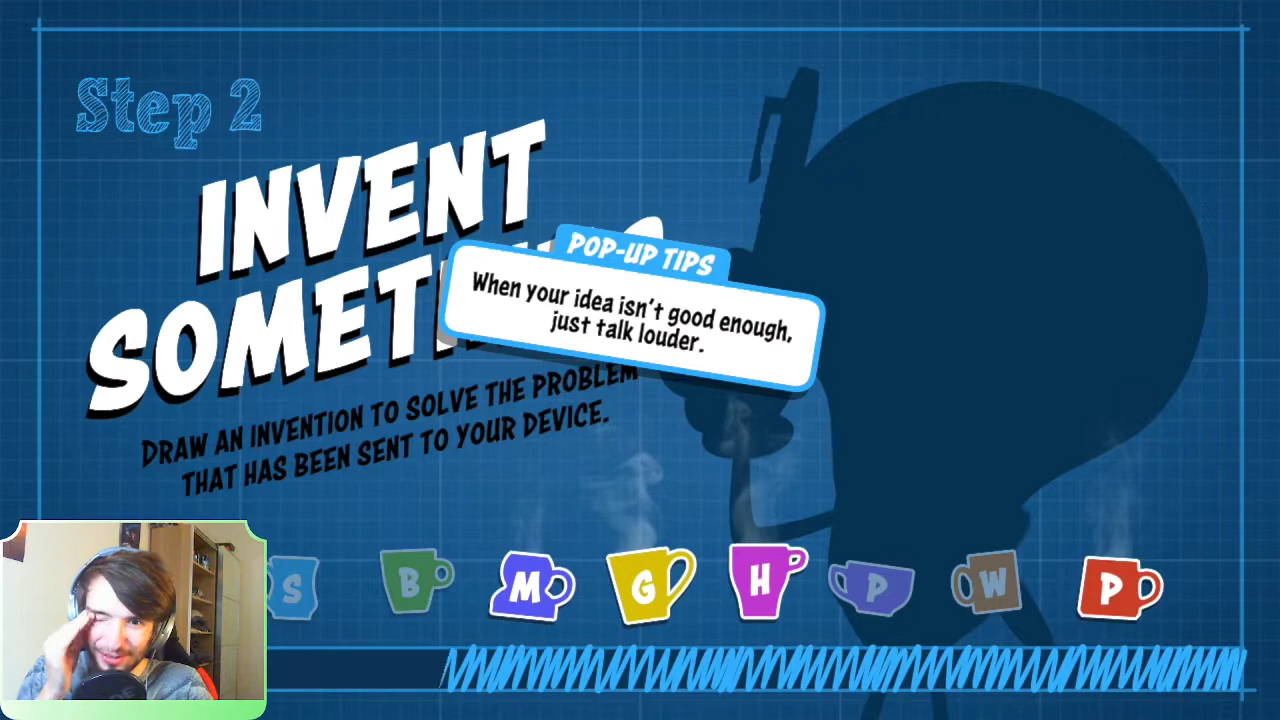 Step 2
INVENT
SOMET
POP-UP TIPS
When your idea isn't good enough,
just talk louder.
DRAW AN INVENTION TO SOLVE THE PROBLEM
THAT HAS BEEN SENT TO YOUR DEVICE.
S B M G H P W P